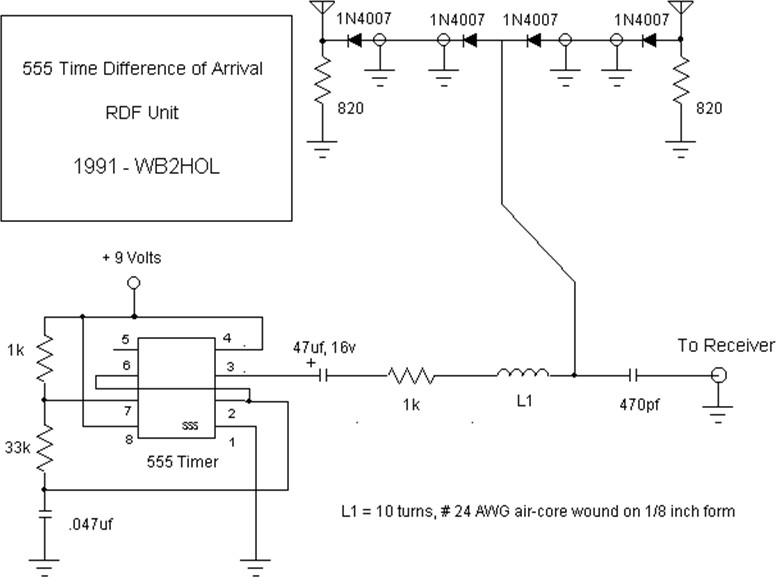 1N4007 1N4007 1N4007 1N4007
555 Time Difference of Arrival
RDF Unit
1991 - WB2HOL
820 820
+ 9 Volts
1k
5 4
6 3
7 2
8 1
SSS
555 Timer
33k
.047uf
47uf, 16v
+
1k
L1
470pf
To Receiver
L1 = 10 turns, # 24 AWG air-core wound on 1/8 inch form